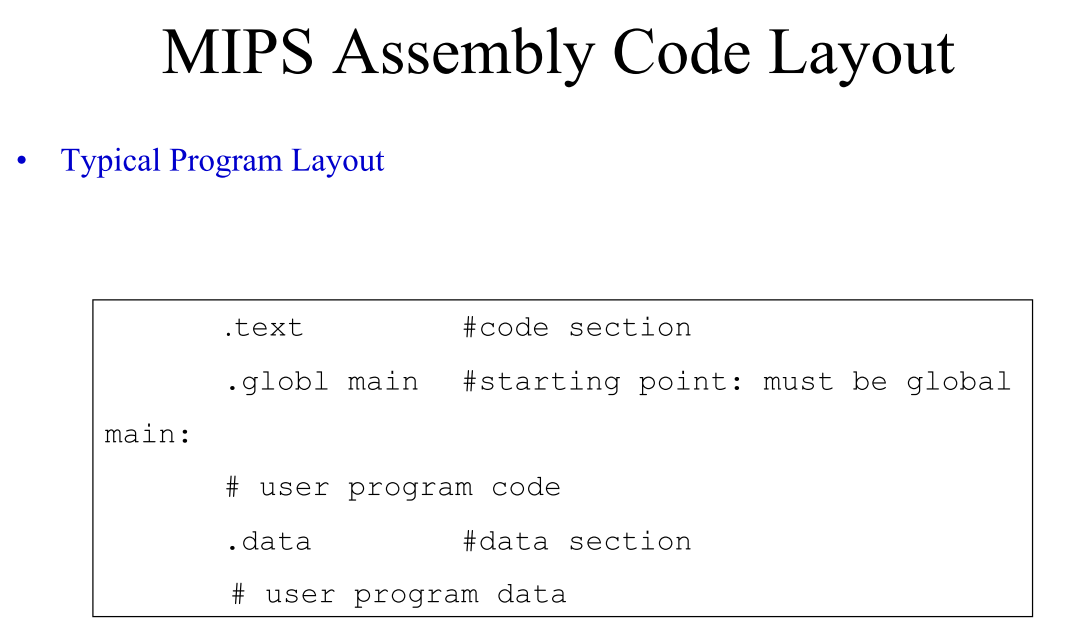 MIPS Assembly Code Layout
• Typical Program Layout
.text #code section
.globl main #starting point: must be global
main:
# user program code
.data #data section
# user program data